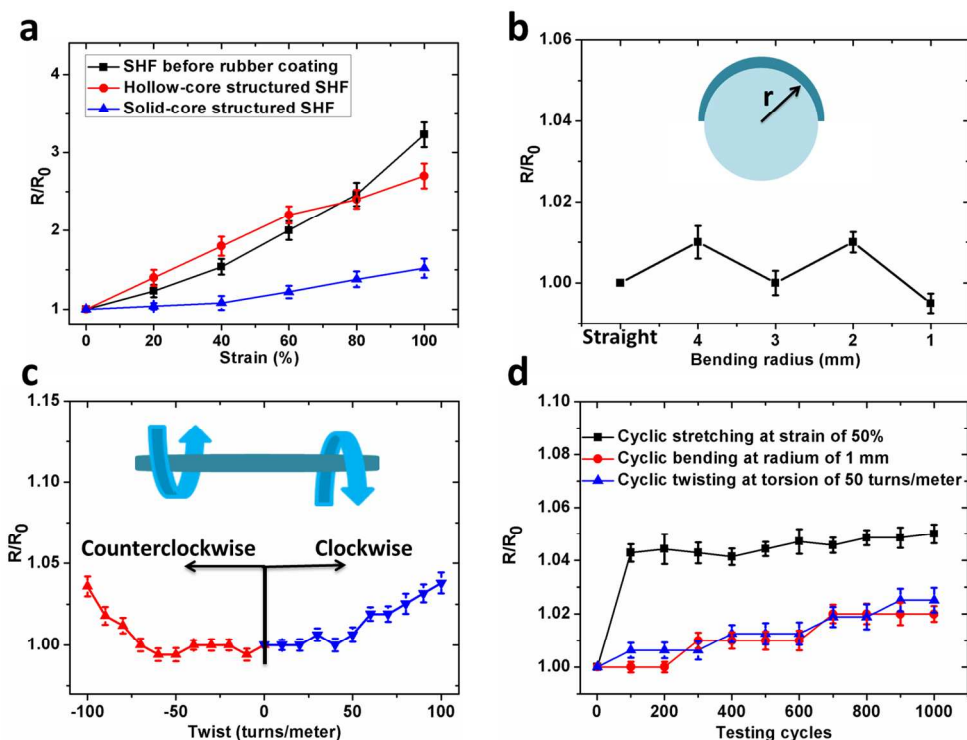 a
SHF before rubber coating
Hollow-core structured SHF
Solid-core structured SHF
R/R0
4
3
2
1
0 20 40 60 80 100
Strain (%)
b
r
R/R0
1.06
1.04
1.02
1.00
Straight 4 3 2 1
Bending radius (mm)
c
R/R0
1.15
1.10
1.05
1.00
Counterclockwise
Clockwise
-100 -50 0 50 100
Twist (turns/meter)
d
Cyclic stretching at strain of 50%
Cyclic bending at radium of 1 mm
Cyclic twisting at torsion of 50 turns/meter
R/R0
1.10
1.08
1.06
1.04
1.02
1.00
0 200 400 600 800 1000
Testing cycles